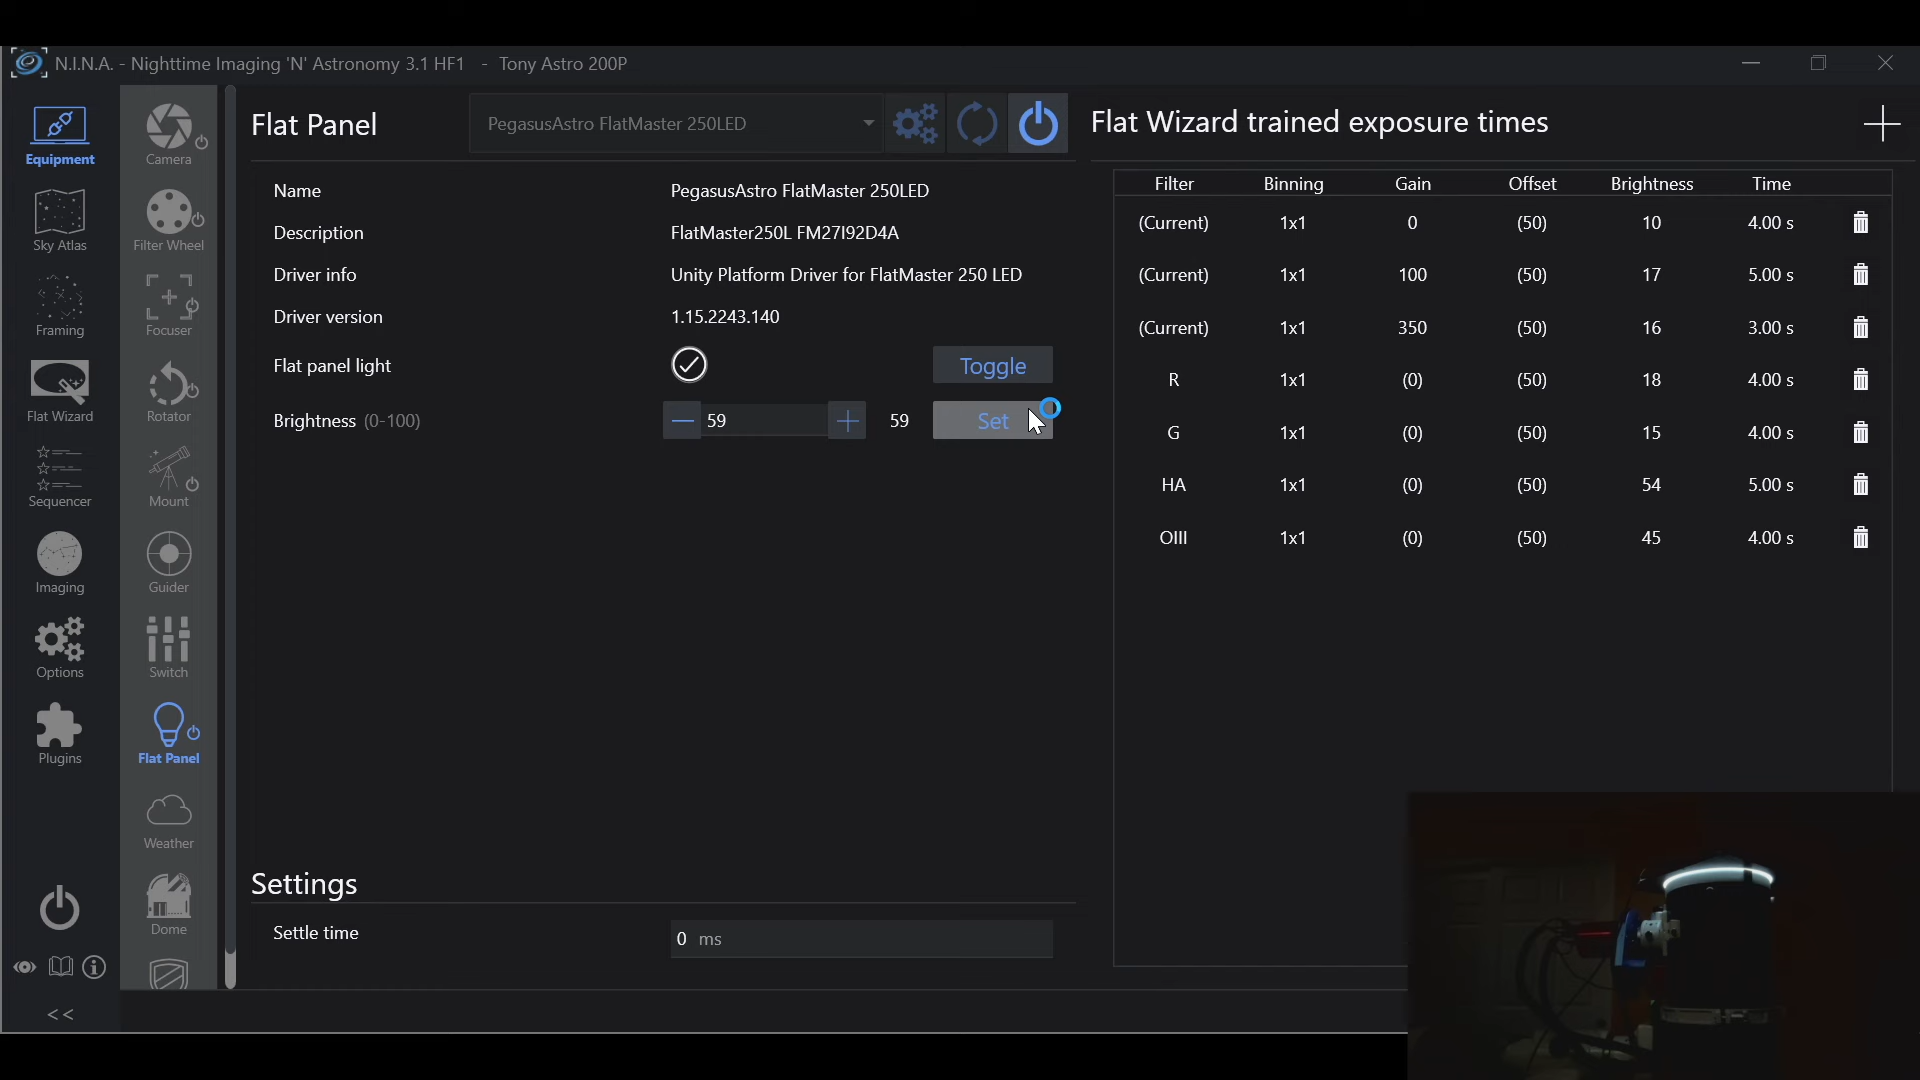 N.I.N.A. - Nighttime Imaging 'N' Astronomy 3.1 HF1 - Tony Astro 200P
Equipment
Sky Atlas
Framing
Flat Wizard
Sequencer
Imaging
Options
Plugins
<<
Camera
Filter Wheel
Focuser
Rotator
Mount
Guider
Switch
Flat Panel
Weather
Dome
Flat Panel
PegasusAstro FlatMaster 250LED
Name PegasusAstro FlatMaster 250LED
Description FlatMaster250L FM27I92D4A
Driver info Unity Platform Driver for FlatMaster 250 LED
Driver version 1.15.2243.140
Flat panel light Toggle
Brightness (0-100) 59 59 Set
Settings
Settle time 0 ms
Flat Wizard trained exposure times
Filter Binning Gain Offset Brightness Time
(Current) 1x1 0 (50) 10 4.00 s
(Current) 1x1 100 (50) 17 5.00 s
(Current) 1x1 350 (50) 16 3.00 s
R 1x1 (0) (50) 18 4.00 s
G 1x1 (0) (50) 15 4.00 s
HA 1x1 (0) (50) 54 5.00 s
OIII 1x1 (0) (50) 45 4.00 s